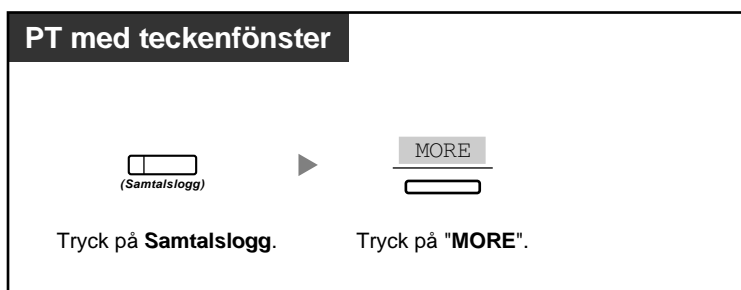 PT med teckenfönster
MORE
(Samtalslogg)
Tryck på Samtalslogg.
Tryck på "MORE".